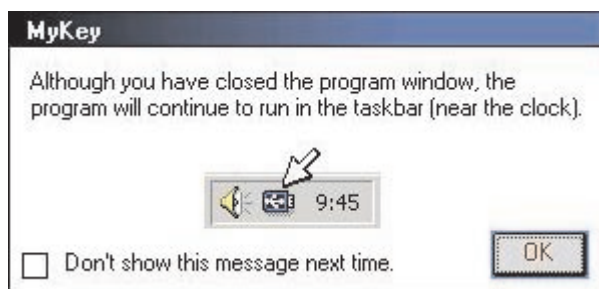 MyKey
Although you have closed the program window, the
program will continue to run in the taskbar (near the clock).
9:45
Don't show this message next time.
OK